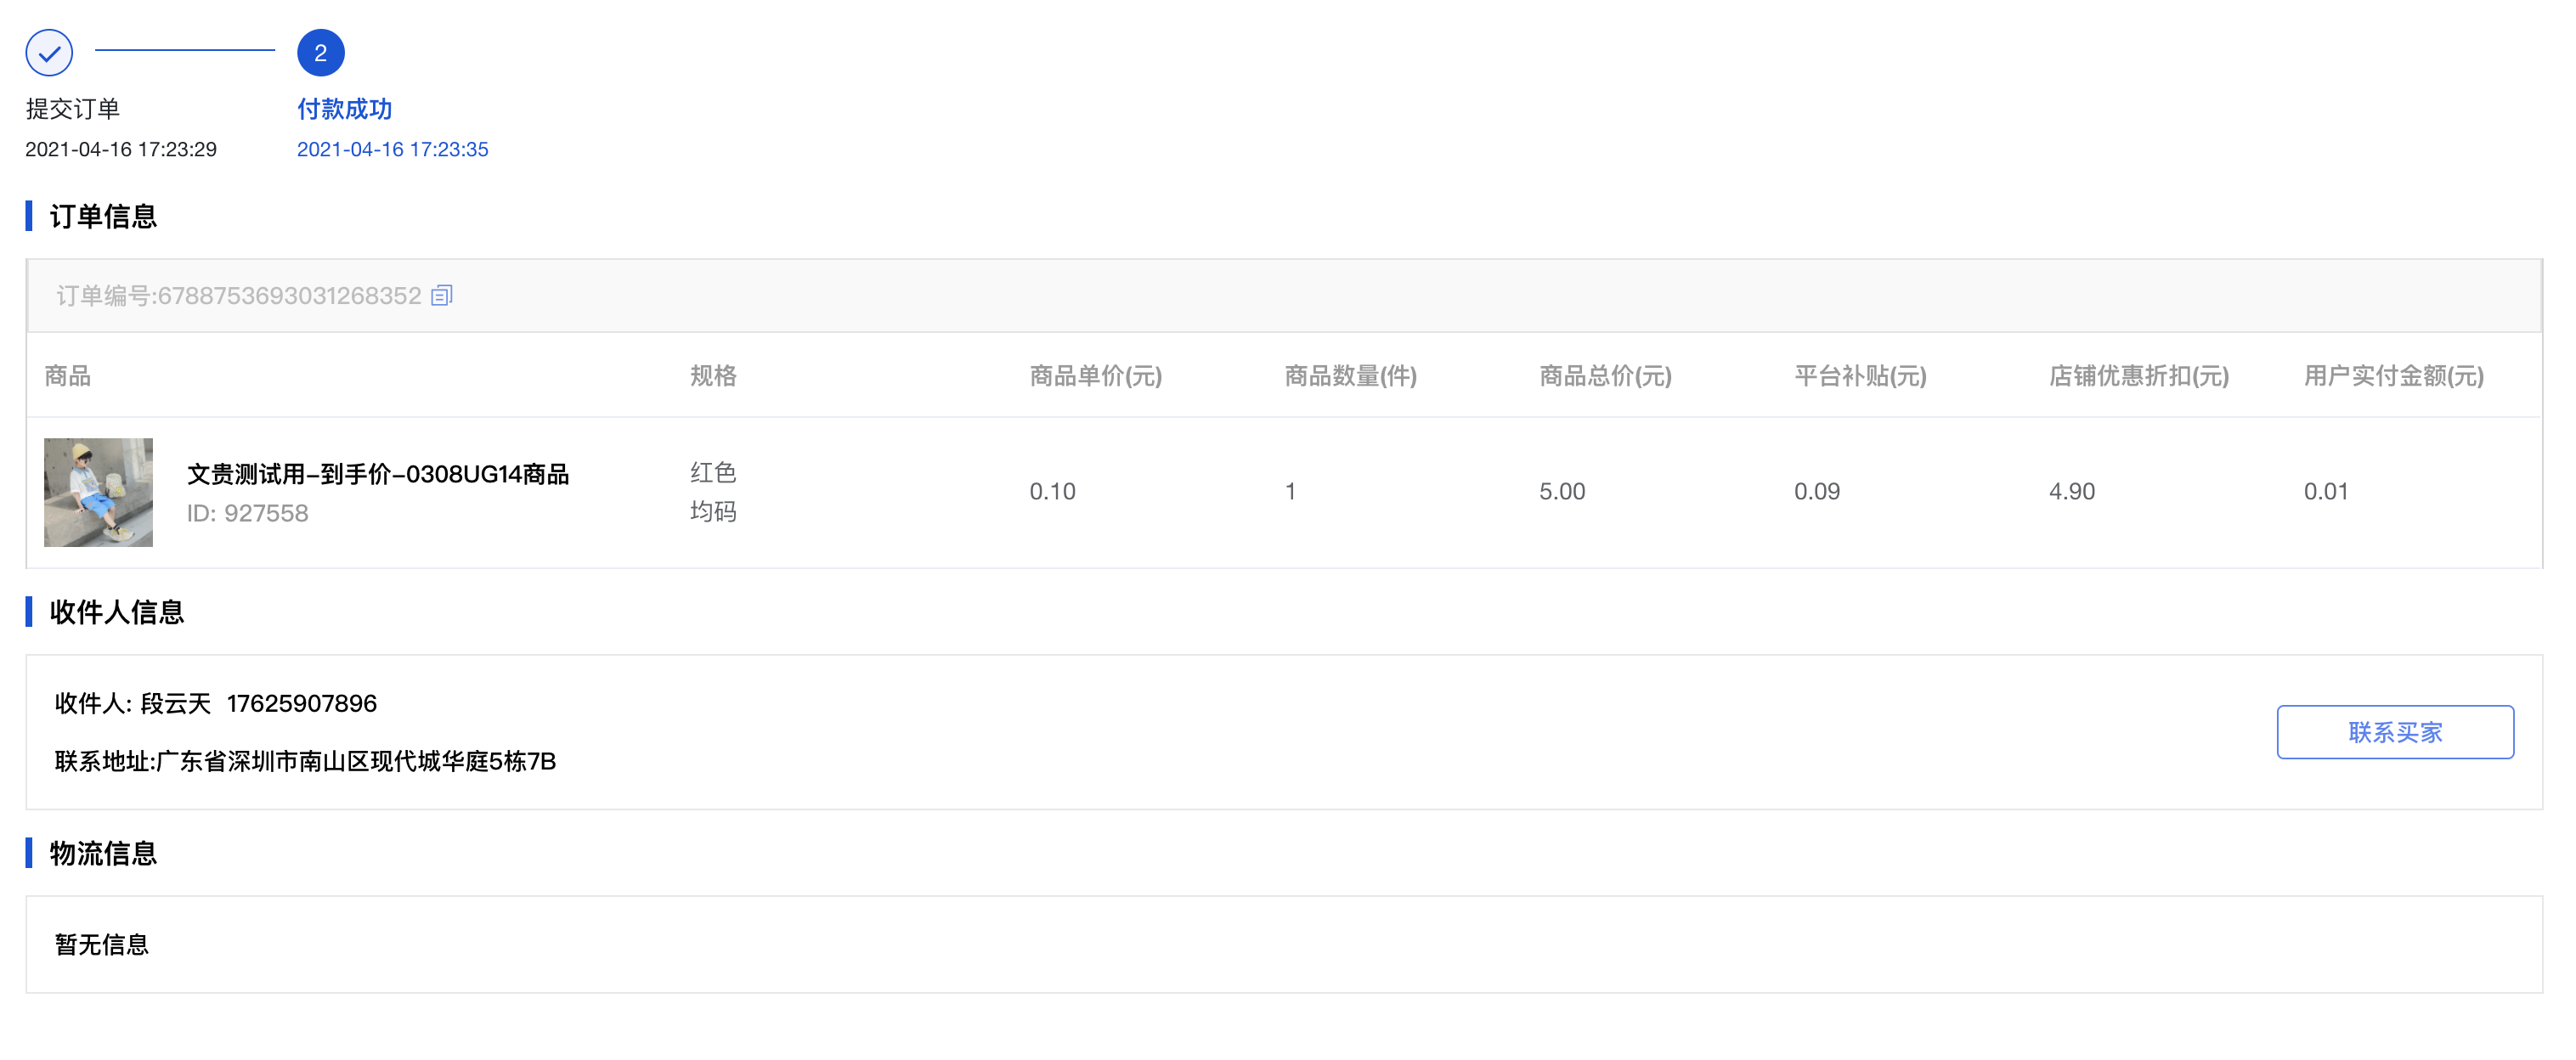 2
提交订单
付款成功
2021-04-16 17:23:29
2021-04-16 17:23:35
订单信息
订单编号:6788753693031268352
商品 规格 商品单价(元) 商品数量(件) 商品总价(元) 平台补贴(元) 店铺优惠折扣(元) 用户实付金额(元)
文贵测试用-到手价-0308UG14商品
ID: 927558
红色
均码
0.10 1 5.00 0.09 4.90 0.01
收件人信息
收件人: 段云天 17625907896
联系地址:广东省深圳市南山区现代城华庭5栋7B
联系买家
物流信息
暂无信息